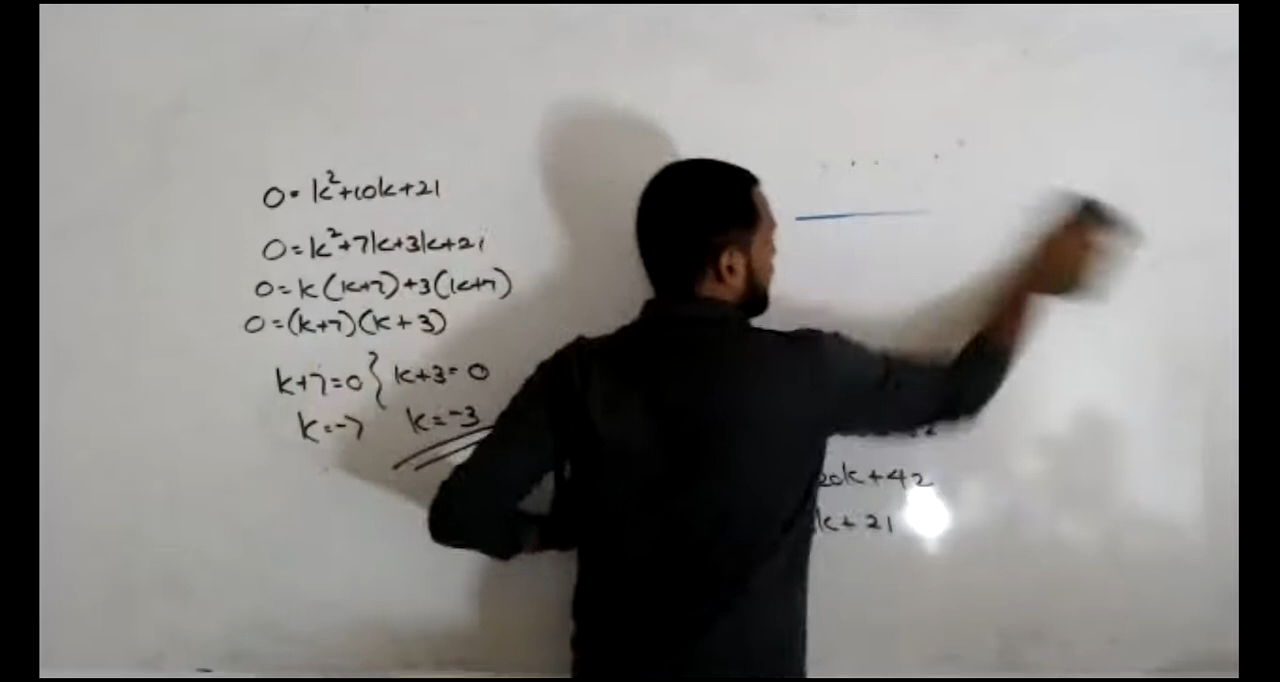 0=k²+10k+21
0=k²+7k+3k+21
0=k(k+7)+3(k+7)
0=(k+7)(k+3)
k+7=0 } k+3=0
k=-7 k=-3
20k+42
k+21